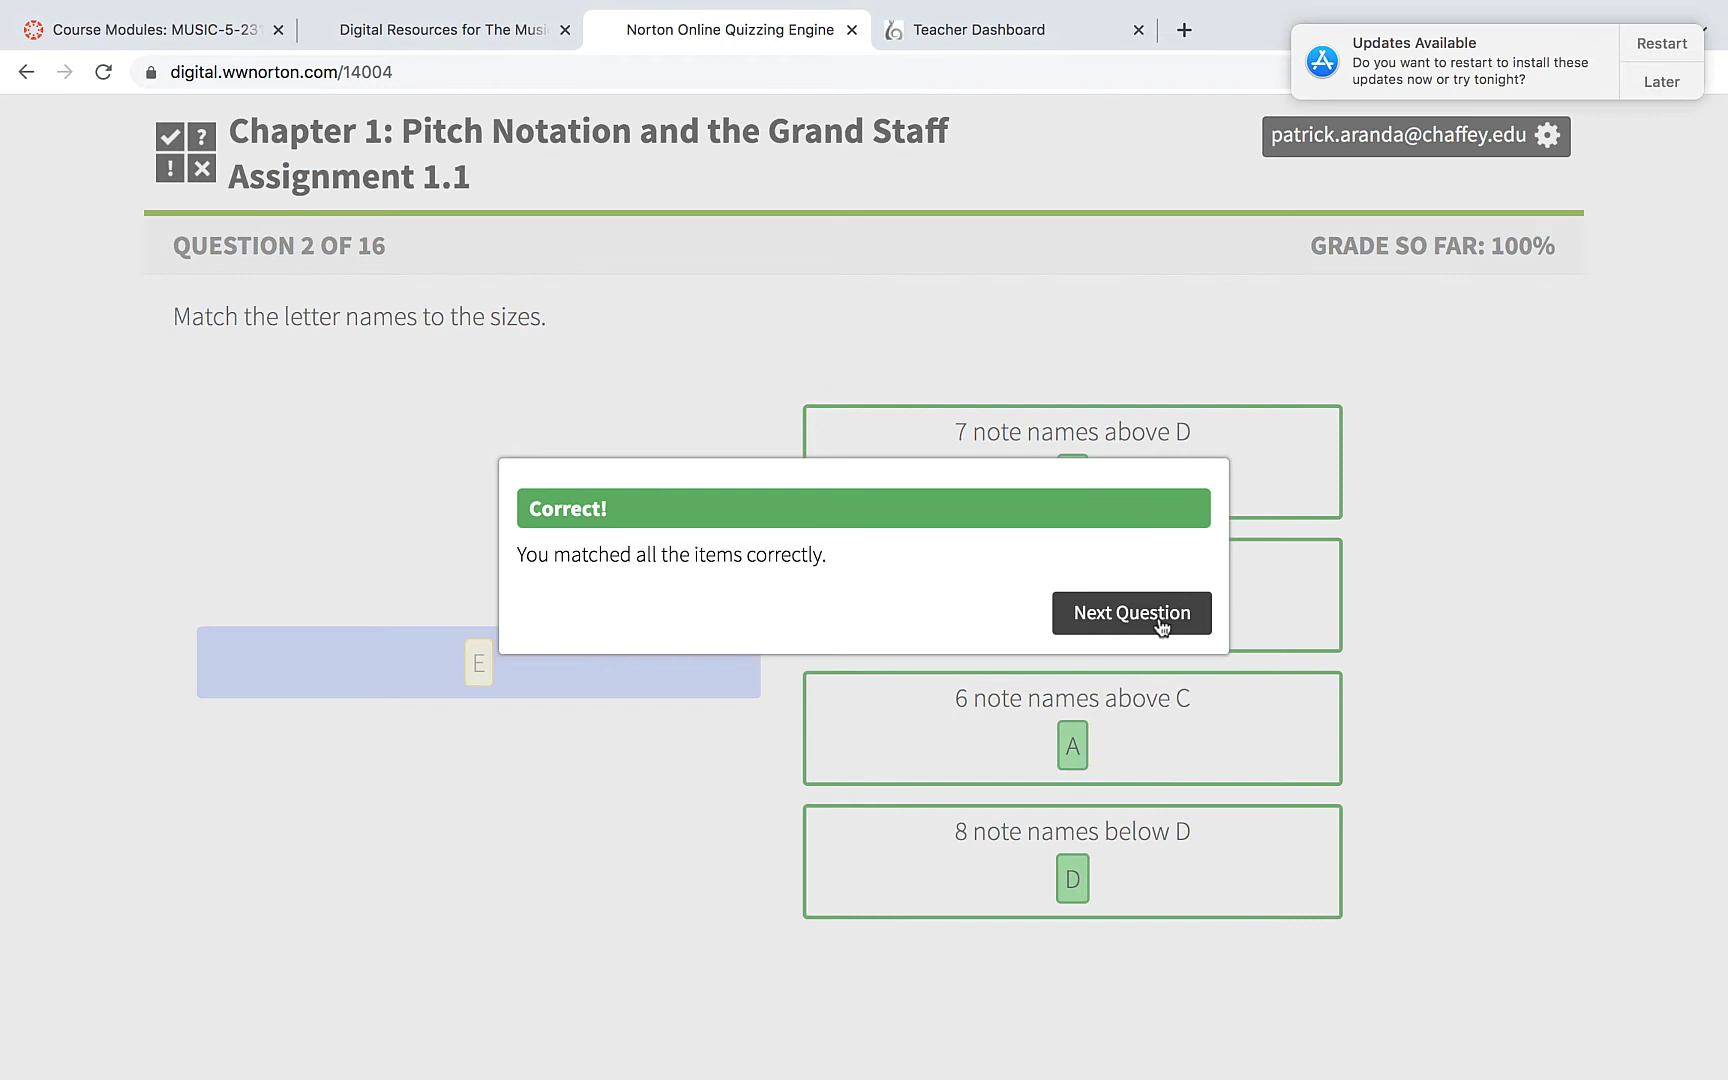 Course Modules: MUSIC-5-231
Digital Resources for The Musi
Norton Online Quizzing Engine
Teacher Dashboard
digital.wwnorton.com/14004
Updates Available
Do you want to restart to install these
updates now or try tonight?
Restart
Later
Chapter 1: Pitch Notation and the Grand Staff
Assignment 1.1
patrick.aranda@chaffey.edu
QUESTION 2 OF 16
GRADE SO FAR: 100%
Match the letter names to the sizes.
7 note names above D
Correct!
You matched all the items correctly.
Next Question
E
6 note names above C
A
8 note names below D
D